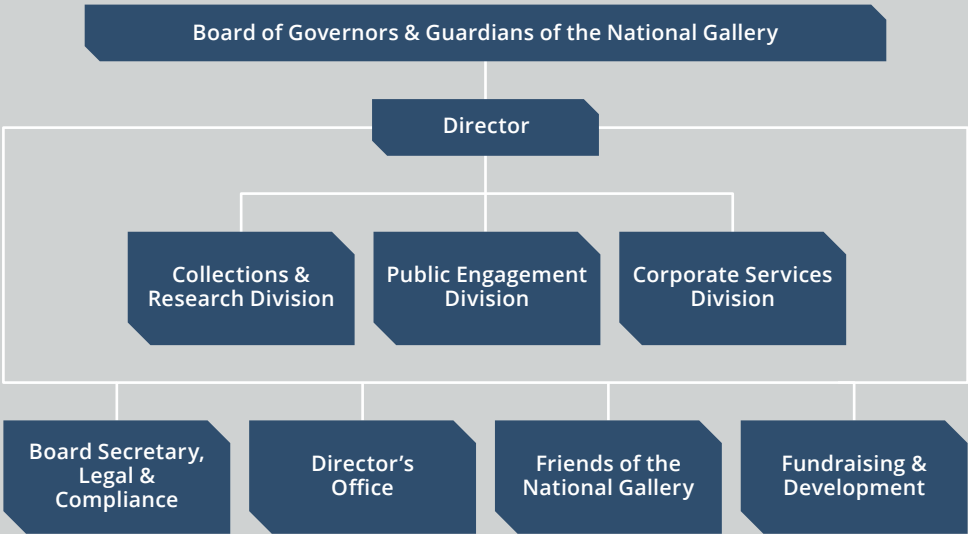 Board of Governors & Guardians of the National Gallery
Director
Collections &
Research Division
Public Engagement
Division
Corporate Services
Division
Board Secretary,
Legal &
Compliance
Director’s
Office
Friends of the
National Gallery
Fundraising &
Development